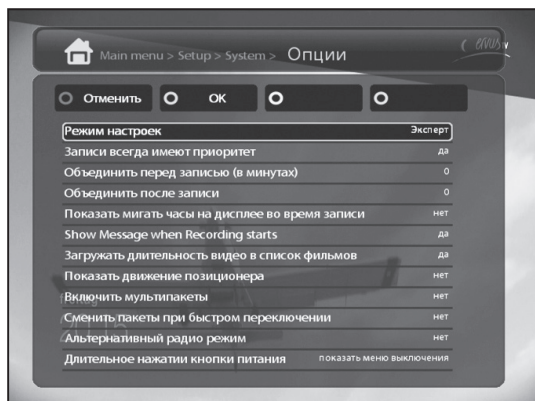 Main menu > Setup > System > Опции
Отменить OK
Режим настроек Эксперт
Записи всегда имеют приоритет да
Объединить перед записью (в минутах) 0
Объединить после записи 0
Показать мигать часы на дисплее во время записи нет
Show Message when Recording starts да
Загружать длительность видео в список фильмов да
Показать движение позиционера нет
Включить мультипакеты нет
Сменить пакеты при быстром переключении нет
Альтернативный радио режим нет
Длительное нажатии кнопки питания показать меню выключения